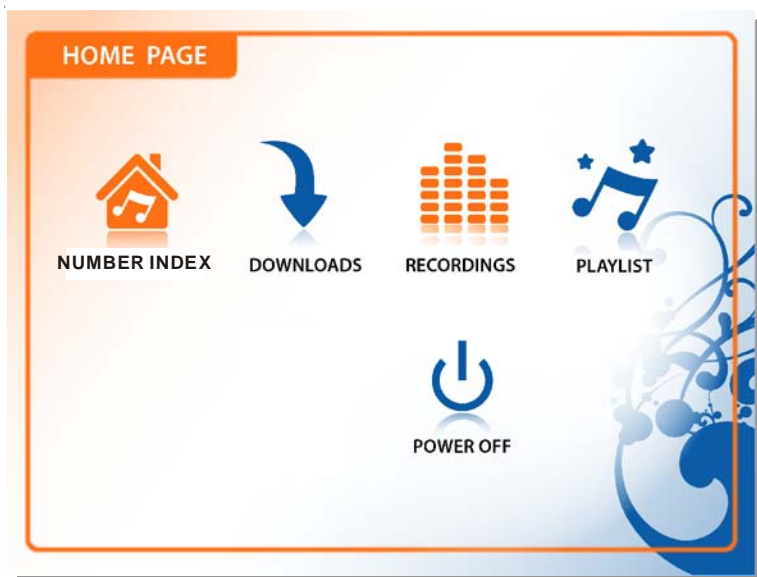 HOME PAGE
NUMBER INDEX
DOWNLOADS
RECORDINGS
PLAYLIST
POWER OFF